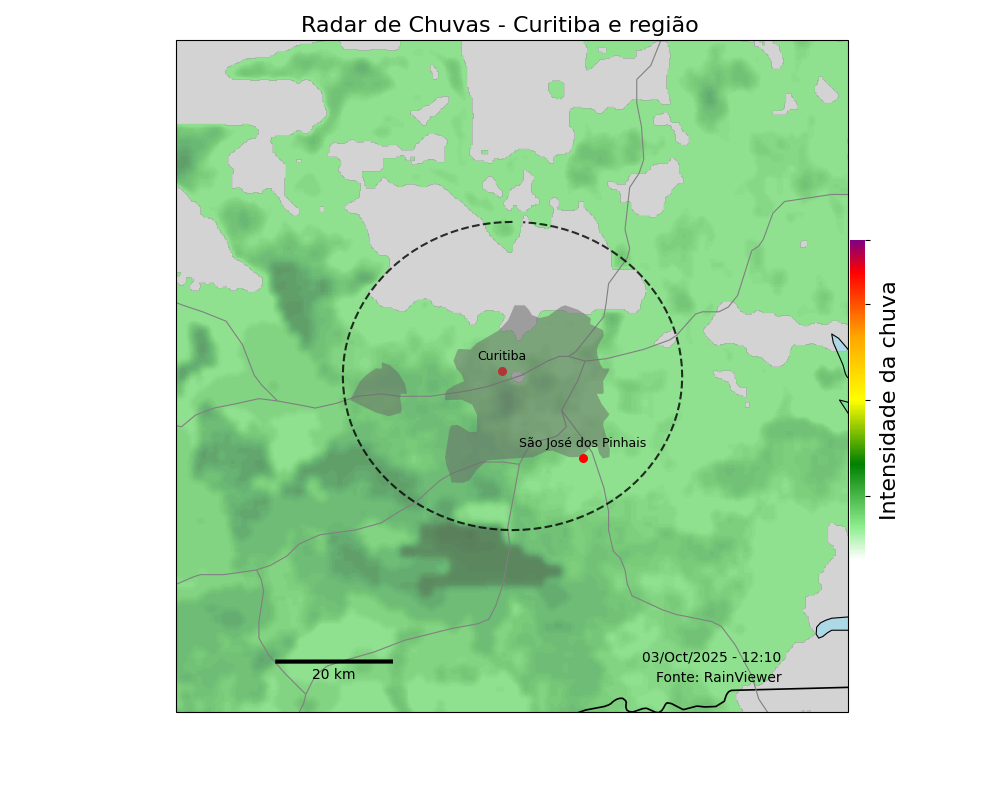 Radar de Chuvas - Curitiba e região
Curitiba
São José dos Pinhais
Intensidade da chuva
03/Oct/2025 - 12:10
Fonte: RainViewer
20 km